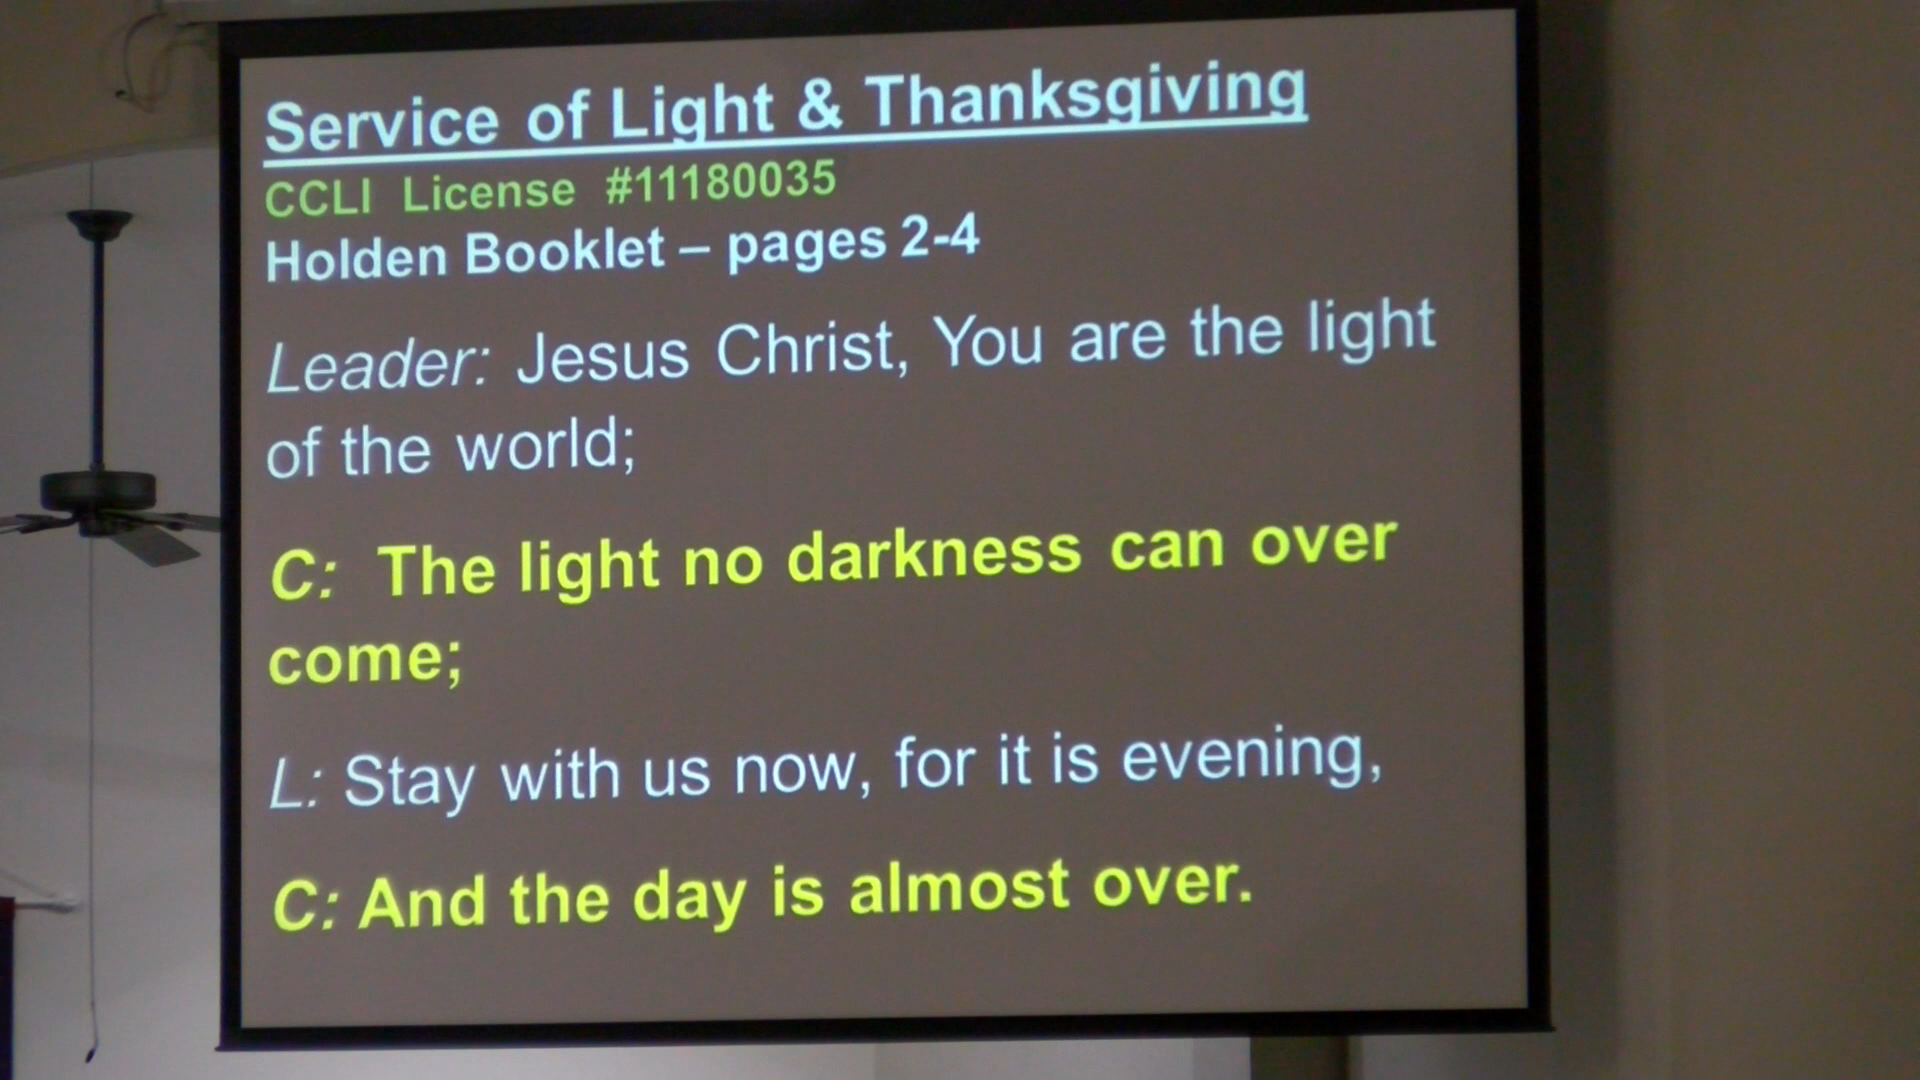 Service of Light & Thanksgiving
CCLI License #11180035
Holden Booklet – pages 2-4
Leader: Jesus Christ, You are the light
of the world;
C: The light no darkness can over
come;
L: Stay with us now, for it is evening,
C: And the day is almost over.